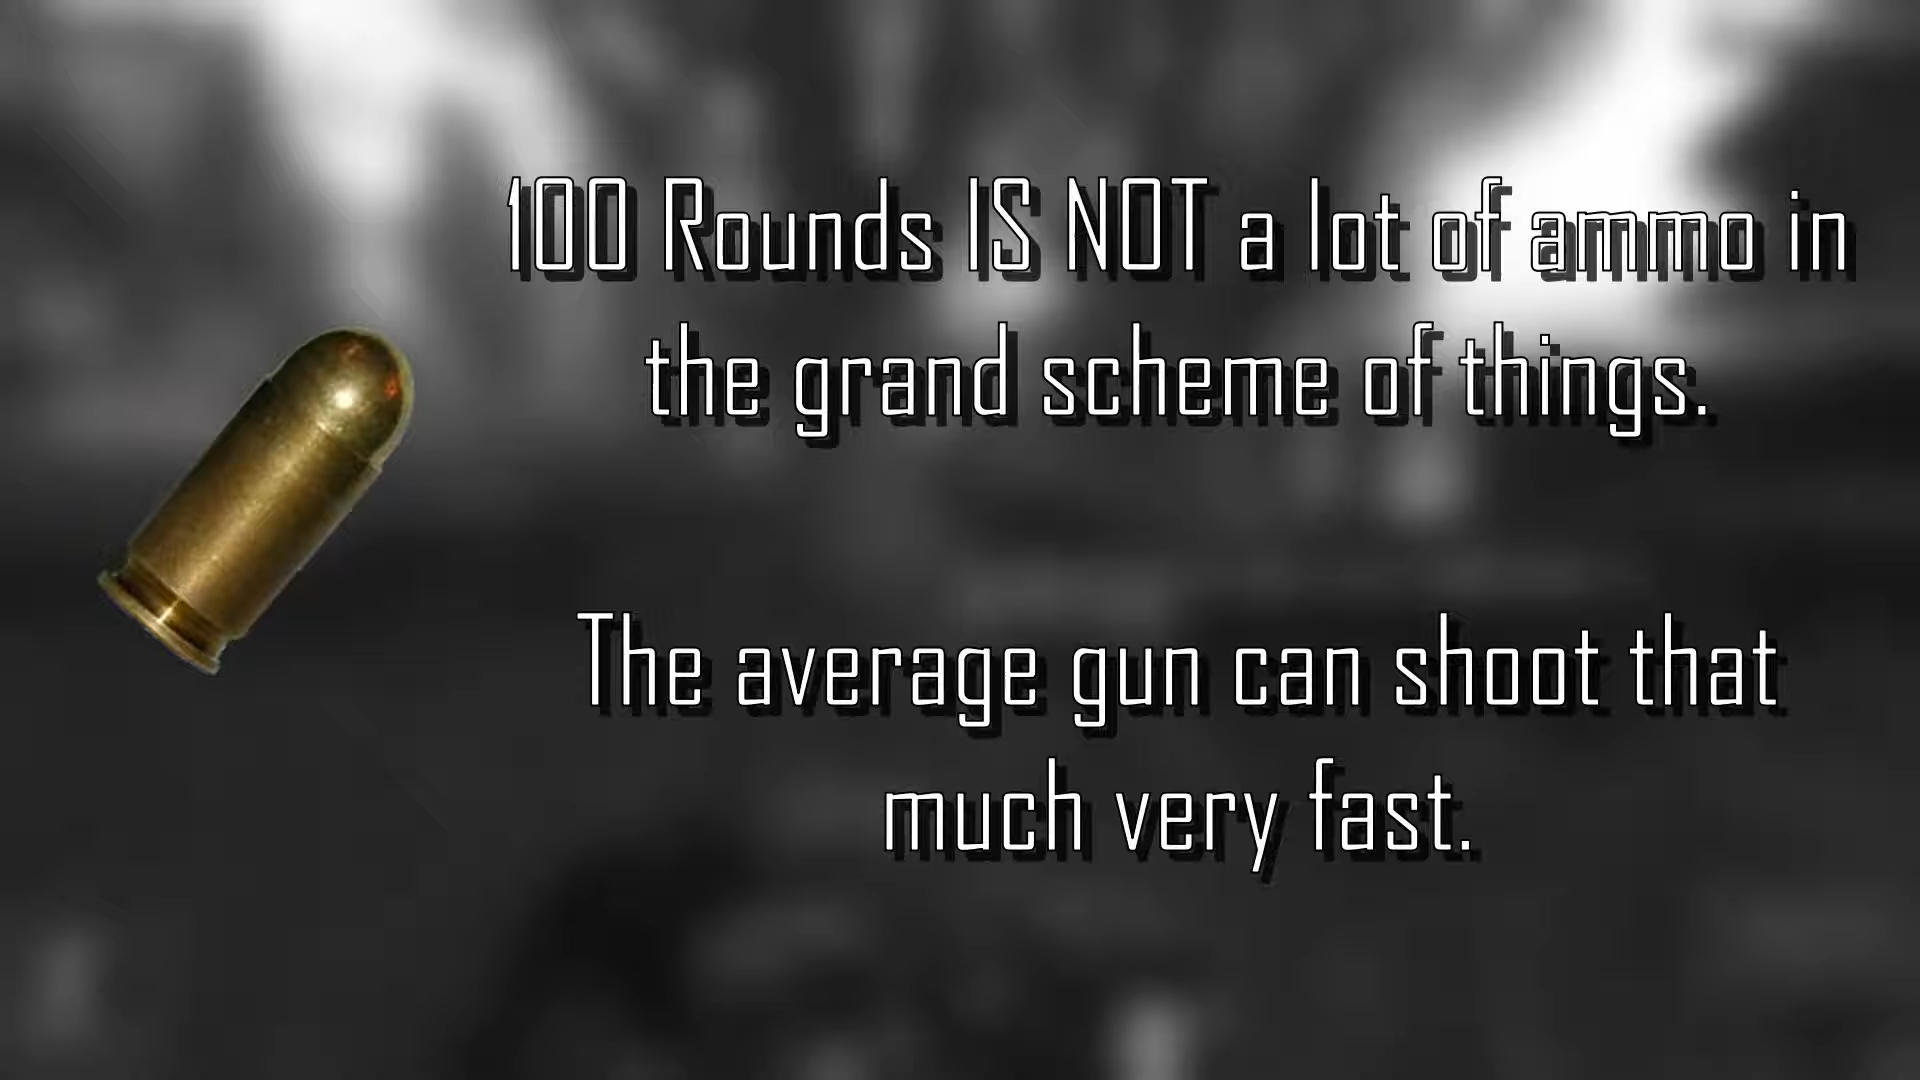 100 Rounds IS NOT a lot of ammo in
the grand scheme of things.
The average gun can shoot that
much very fast.